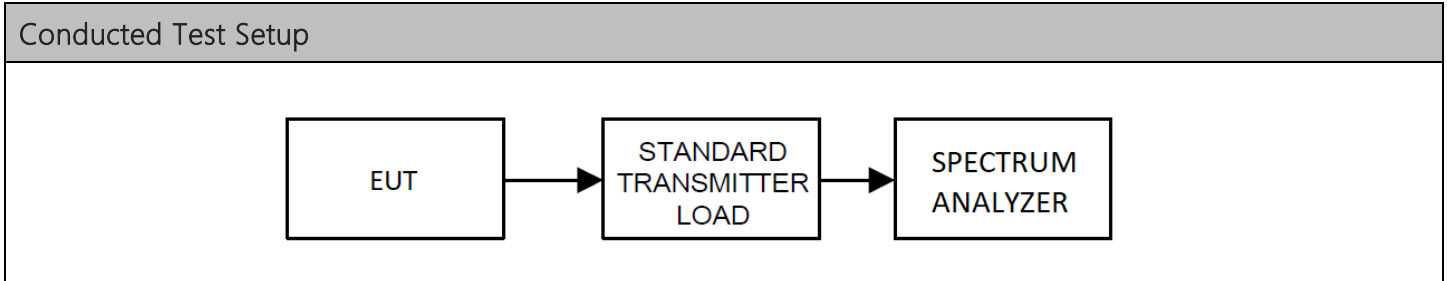 Conducted Test Setup
EUT
STANDARD
TRANSMITTER
LOAD
SPECTRUM
ANALYZER